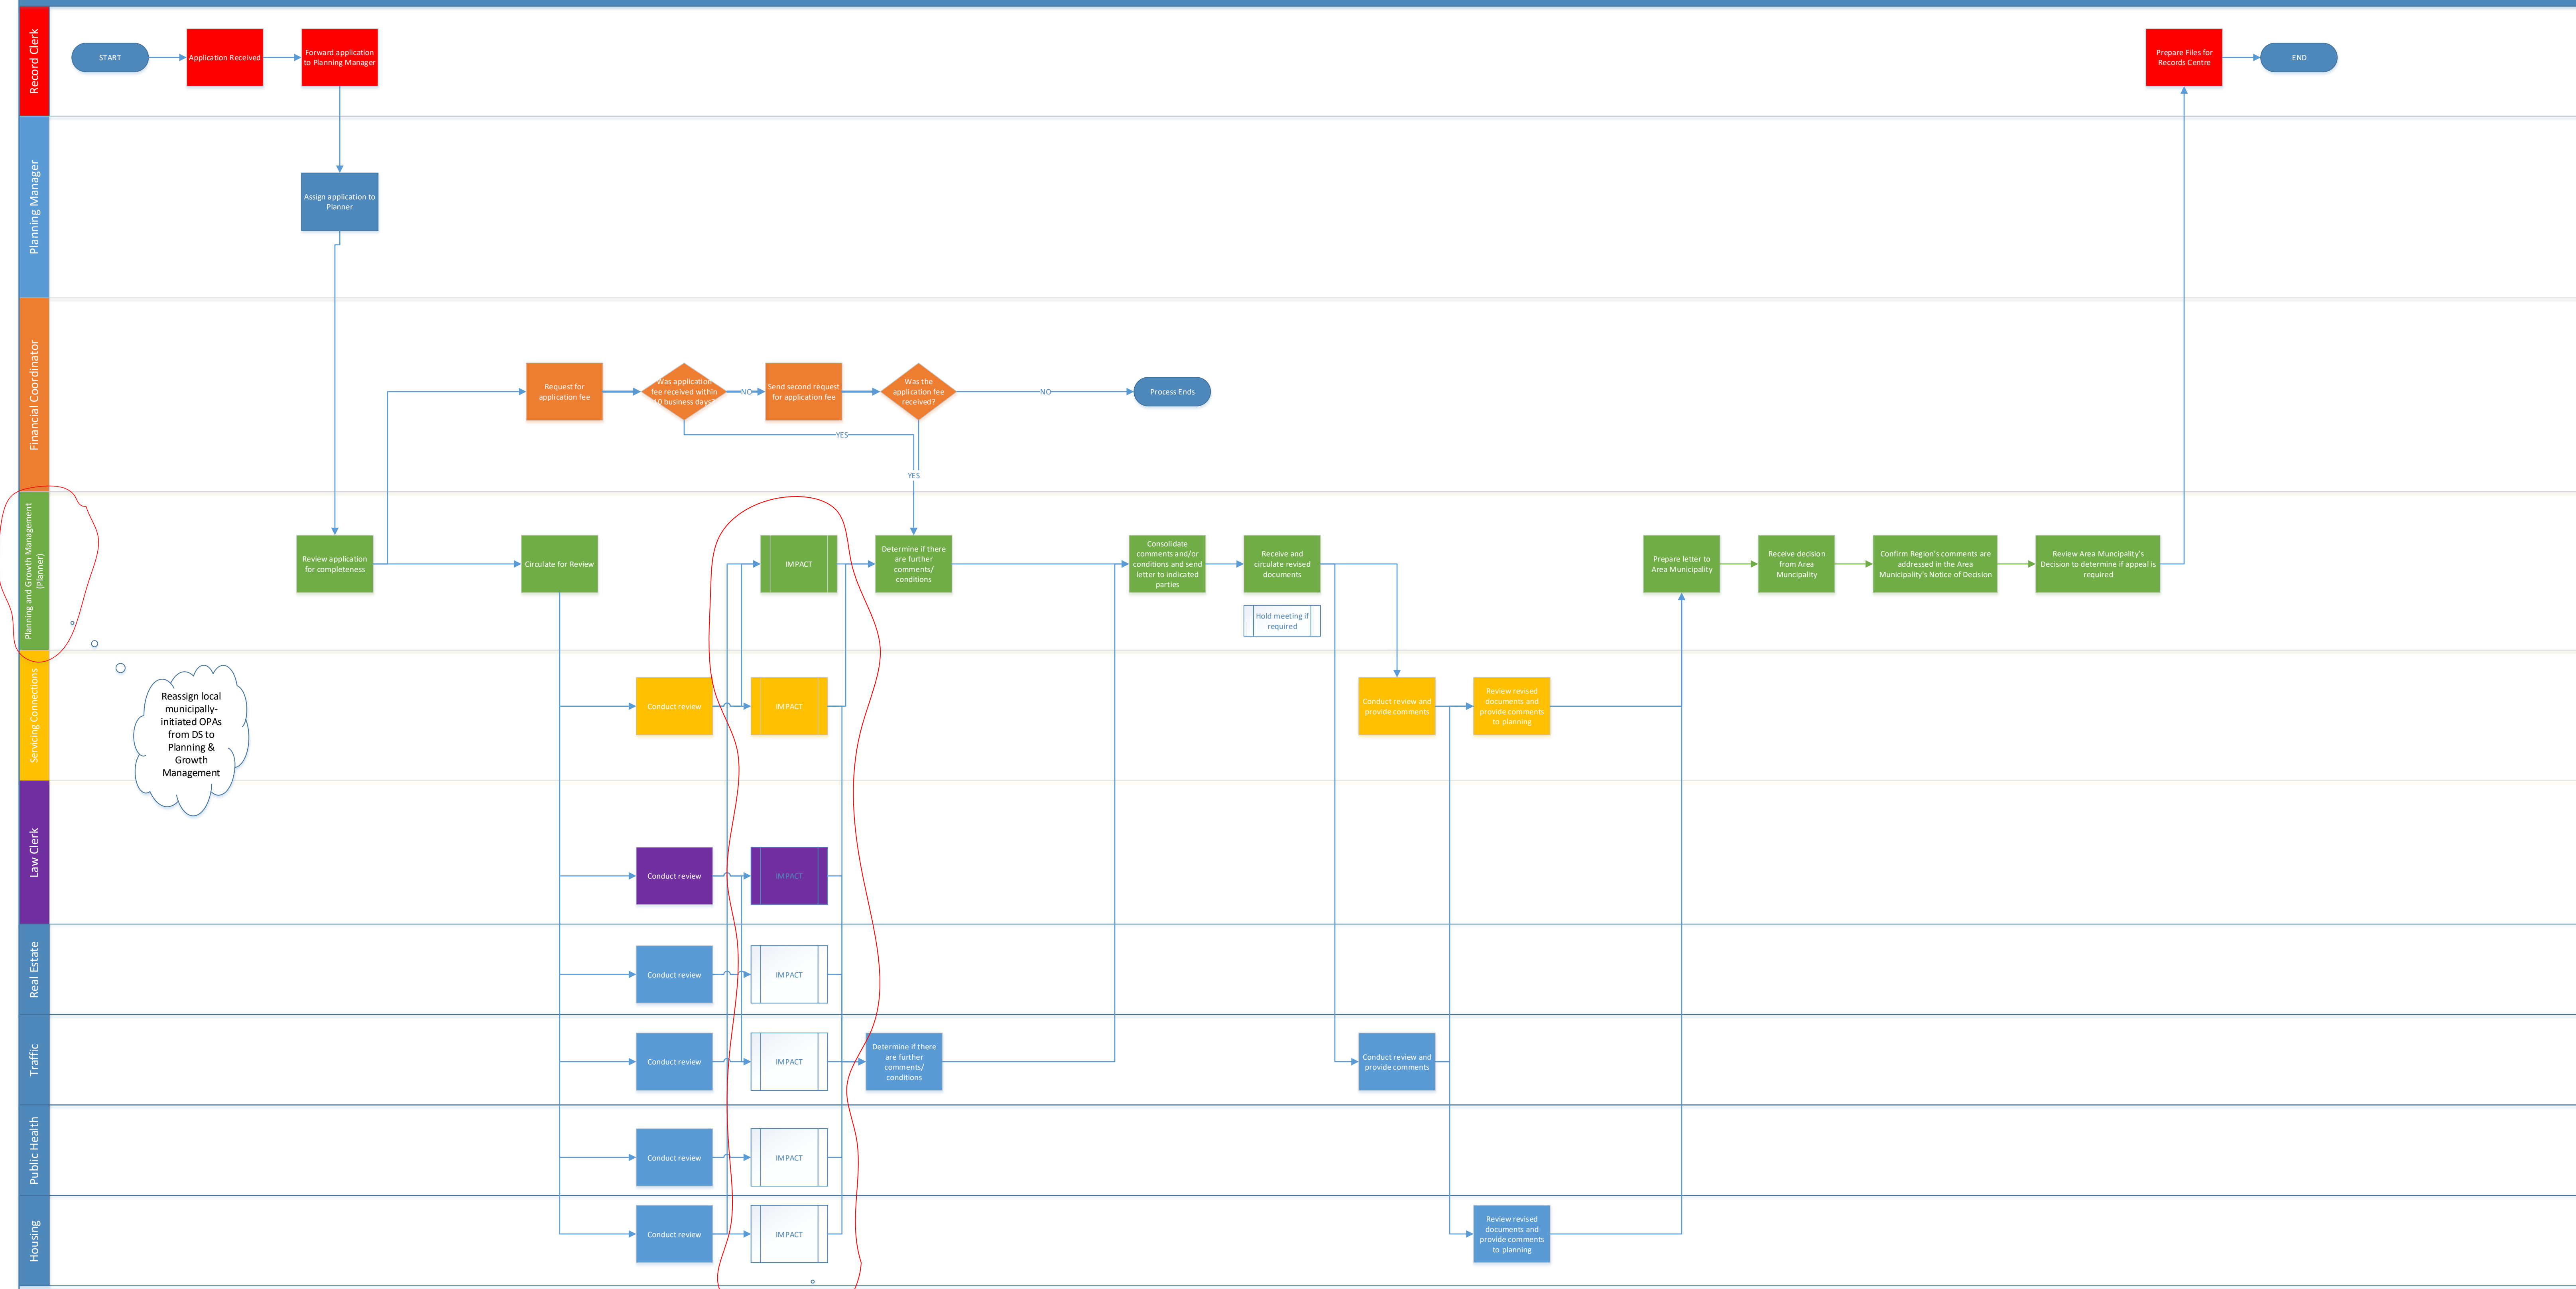 Record Clerk
START
Application Received
Forward application
to Planning Manager
Prepare Files for
Records Centre
END
Planning Manager
Assign application to
Planner
Financial Coordinator
Request for
application fee
Was application
fee received within
10 business days?
NO
Send second request
for application fee
Was the
application fee
received?
NO
Process Ends
YES
YES
Planning and Growth Management
(Planner)
Review application
for completeness
Circulate for Review
IMPACT
Determine if there
are further
comments/
conditions
Consolidate
comments and/or
conditions and send
letter to indicated
parties
Receive and
circulate revised
documents
Hold meeting if
required
Prepare letter to
Area Municipality
Receive decision
from Area
Muncipality
Confirm Region's comments are
addressed in the Area
Municipality's Notice of Decision
Review Area Muncipality's
Decision to determine if appeal is
required
Servicing Connections
Reassign local
municipally-
initiated OPAs
from DS to
Planning &
Growth
Management
Conduct review
IMPACT
Conduct review and
provide comments
Review revised
documents and
provide comments
to planning
Law Clerk
Conduct review
IMPACT
Real Estate
Conduct review
IMPACT
Traffic
Conduct review
IMPACT
Determine if there
are further
comments/
conditions
Conduct review and
provide comments
Public Health
Conduct review
IMPACT
Housing
Conduct review
IMPACT
Review revised
documents and
provide comments
to planning